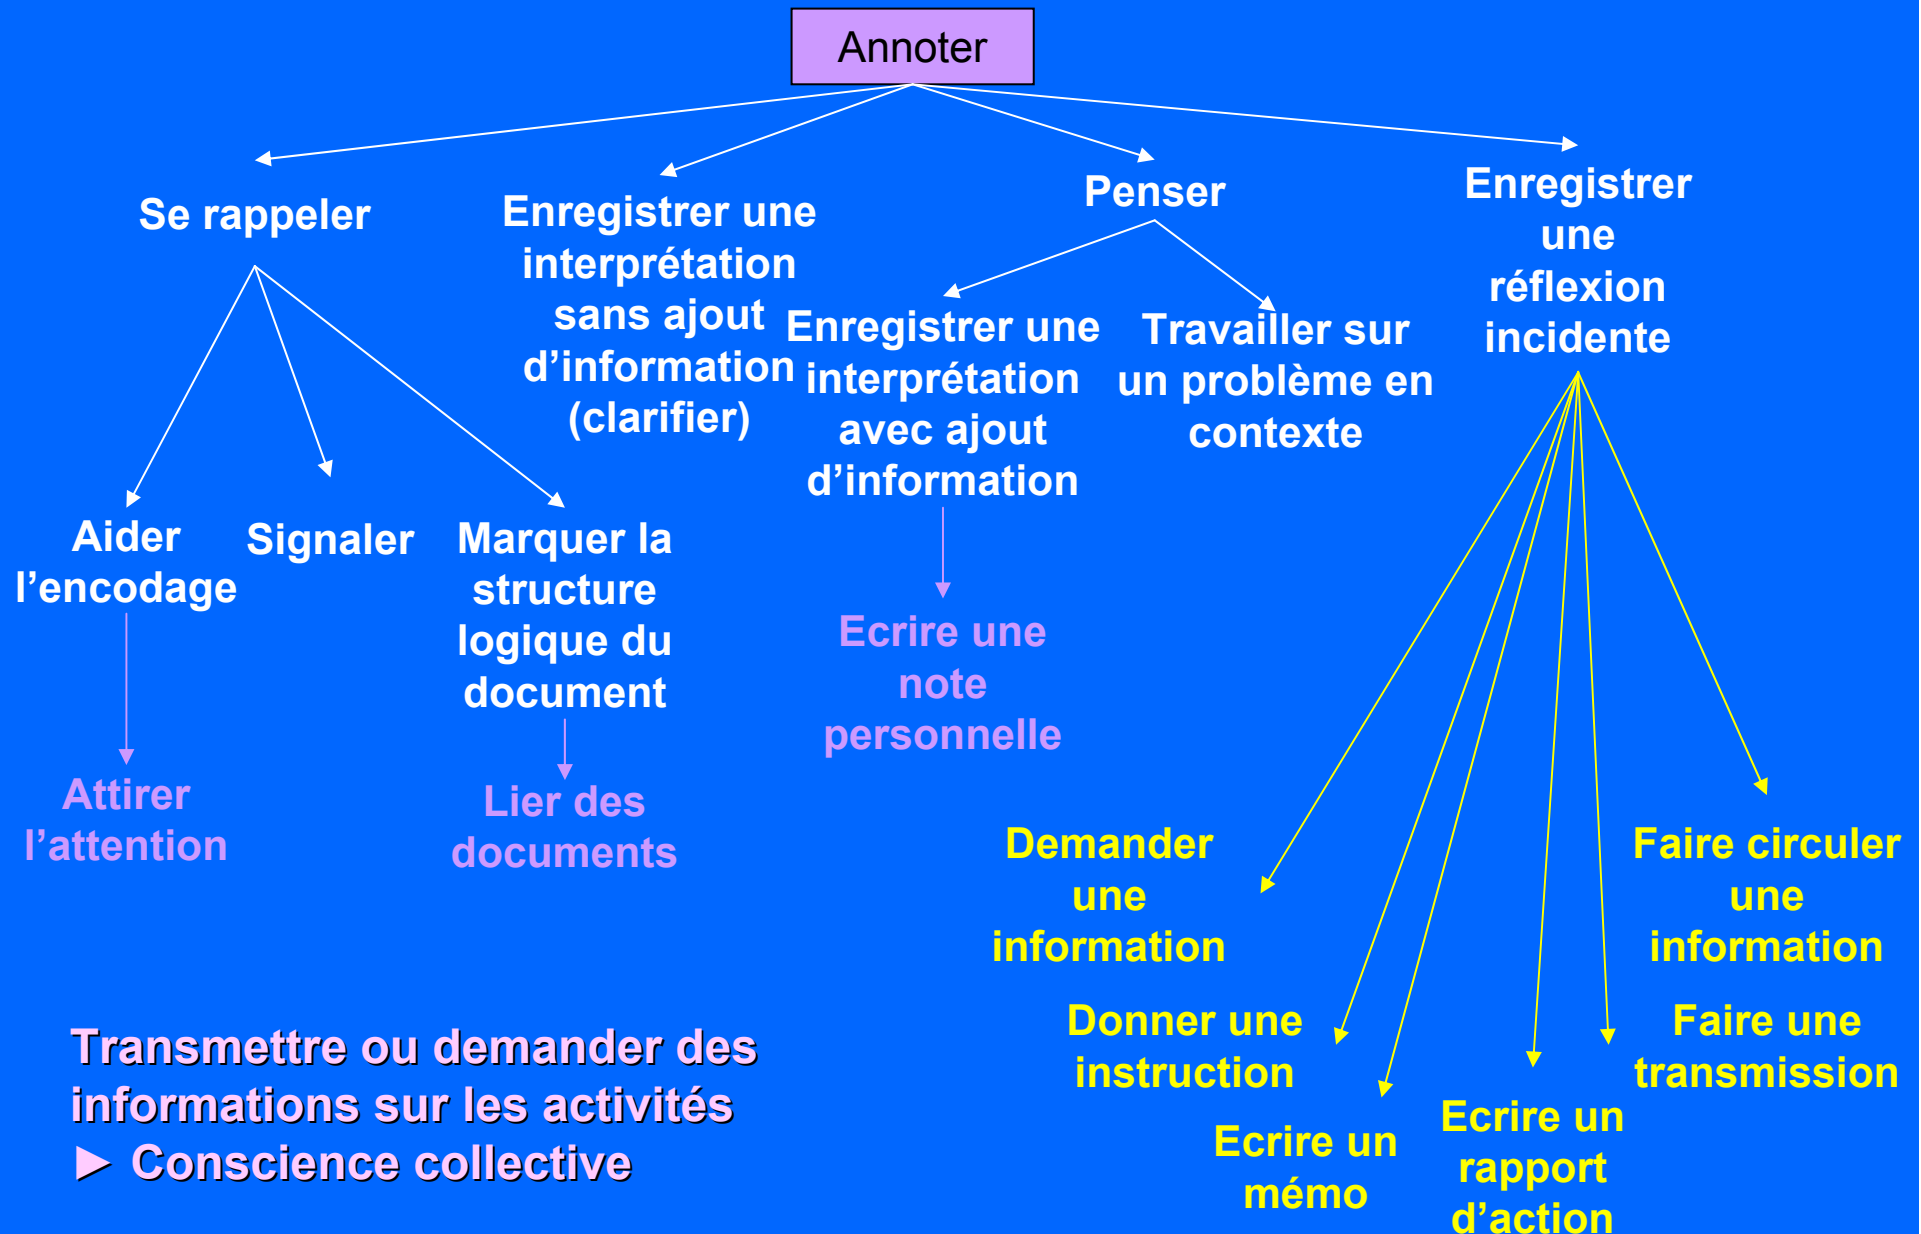 Annoter
Se rappeler
Enregistrer une
interprétation
sans ajout
d’information
(clarifier)
Penser
Enregistrer
une
réflexion
incidente
Enregistrer une
interprétation
avec ajout
d’information
Travailler sur
un problème en
contexte
Aider
l’encodage
Signaler
Marquer la
structure
logique du
document
Ecrire une
note
personnelle
Attirer
l’attention
Lier des
documents
Demander
une
information
Faire circuler
une
information
Donner une
instruction
Faire une
transmission
Ecrire un
mémo
Ecrire un
rapport
d’action
Transmettre ou demander des
informations sur les activités
► Conscience collective